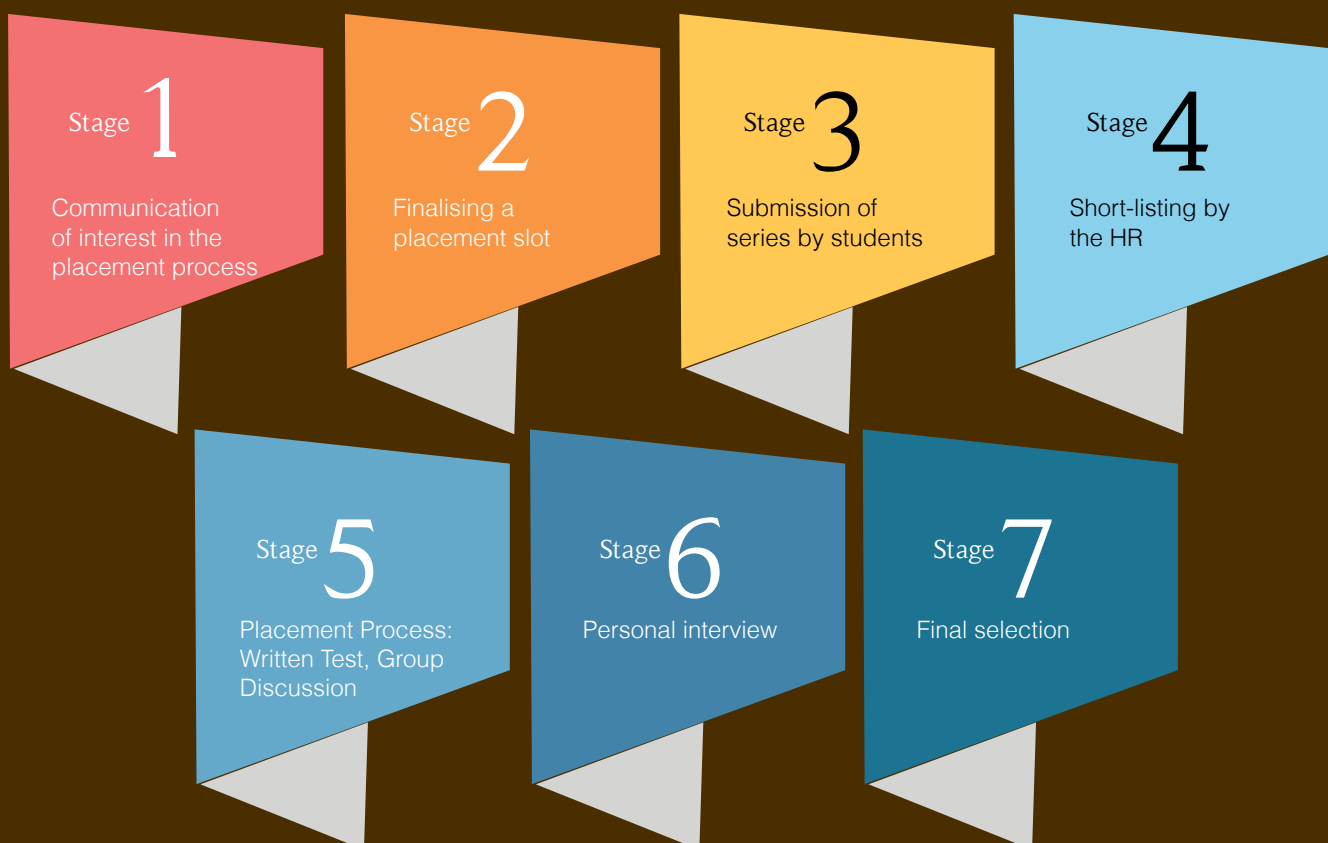 Stage 1
Communication
of interest in the
placement process
Stage 2
Finalising a
placement slot
Stage 3
Submission of
series by students
Stage 4
Short-listing by
the HR
Stage 5
Placement Process:
Written Test, Group
Discussion
Stage 6
Personal interview
Stage 7
Final selection